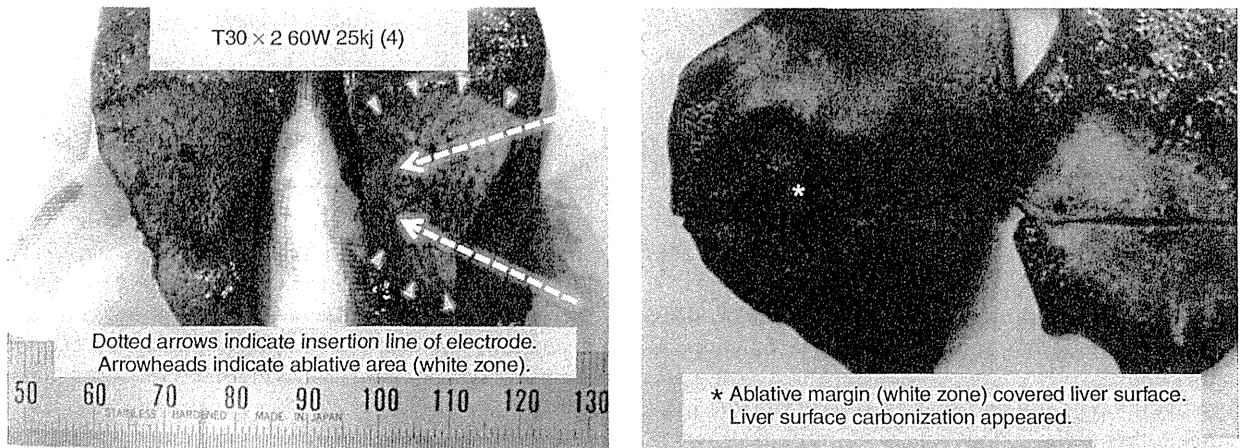 T30 × 2 60W 25kj (4)
Dotted arrows indicate insertion line of electrode.
Arrowheads indicate ablative area (white zone).
50 60 70 80 90 100 110 120 130
STAINLESS HARDENED MADE IN JAPAN
*
* Ablative margin (white zone) covered liver surface.
Liver surface carbonization appeared.